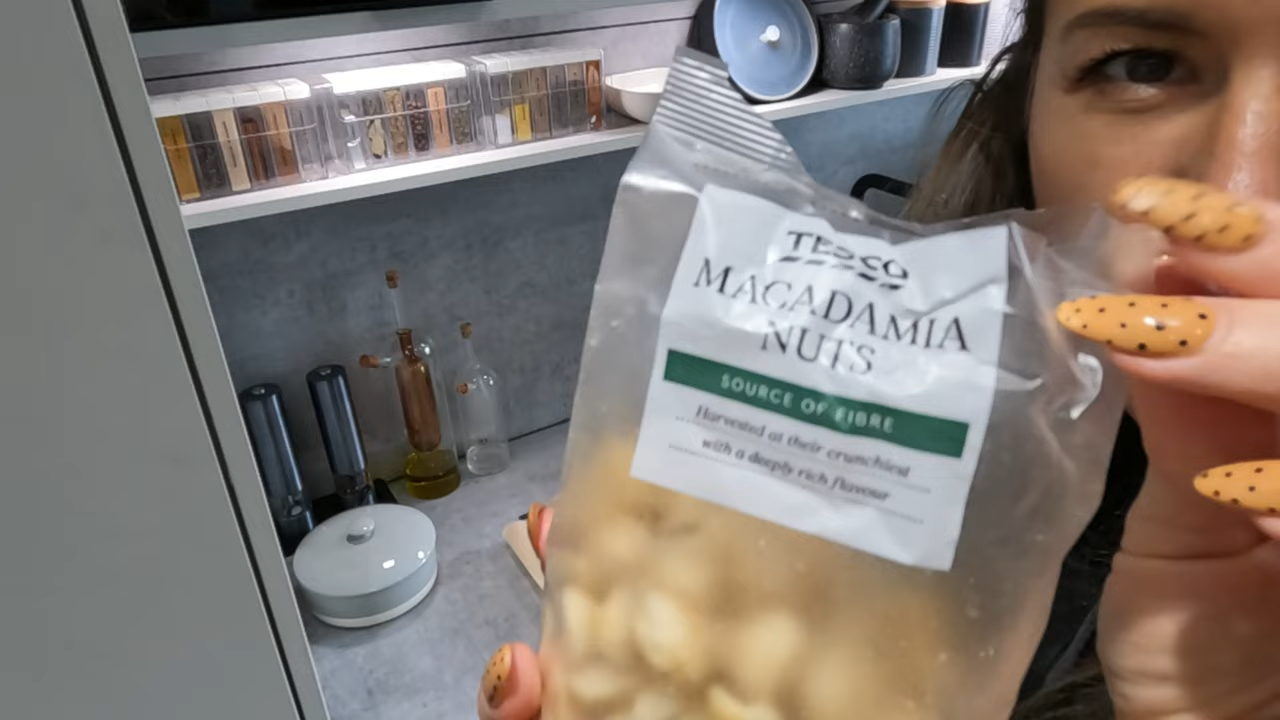 TESCO
MACADAMIA
NUTS
SOURCE OF FIBRE
Harvested at their crunchiest
with a deeply rich flavour